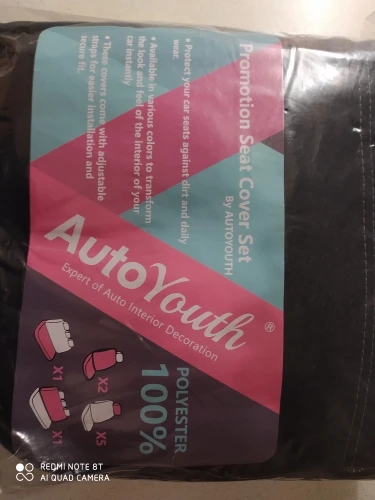 Promotion Seat Cover Set
By AUTOYOUTH
• Protect your car seats against dirt and daily
wear.
• Available in various colors to transform
the look and feel of the interior of your
car instantly
• These covers come with adjustable
straps for easier installation and
secure fit.
AutoYouth®
Expert of Auto Interior Decoration
POLYESTER
100%
X1
X2
X1
X5
REDMI NOTE 8T
AI QUAD CAMERA